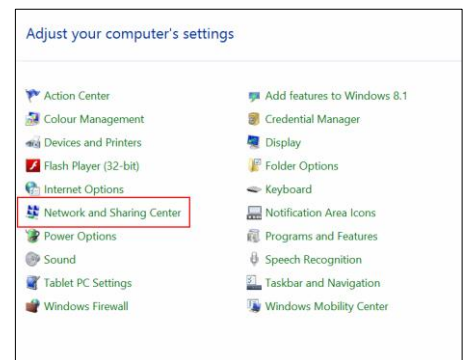 Adjust your computer's settings
Action Center
Add features to Windows 8.1
Colour Management
Credential Manager
Devices and Printers
Display
Flash Player (32-bit)
Folder Options
Internet Options
Keyboard
Network and Sharing Center
Notification Area Icons
Power Options
Programs and Features
Sound
Speech Recognition
Tablet PC Settings
Taskbar and Navigation
Windows Firewall
Windows Mobility Center